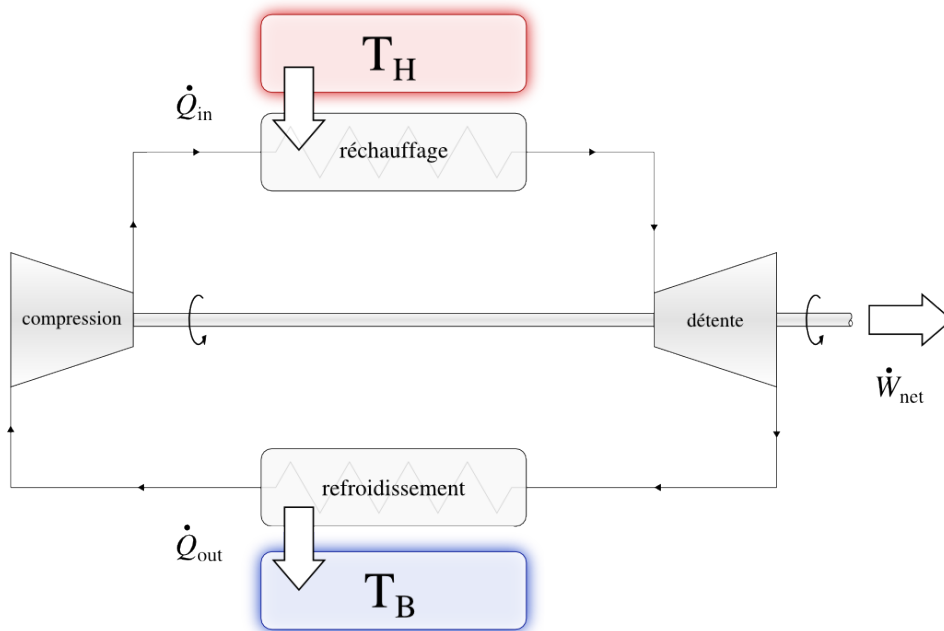 T_H
Q̇_in
réchauffage
compression
détente
Ẇ_net
refroidissement
Q̇_out
T_B